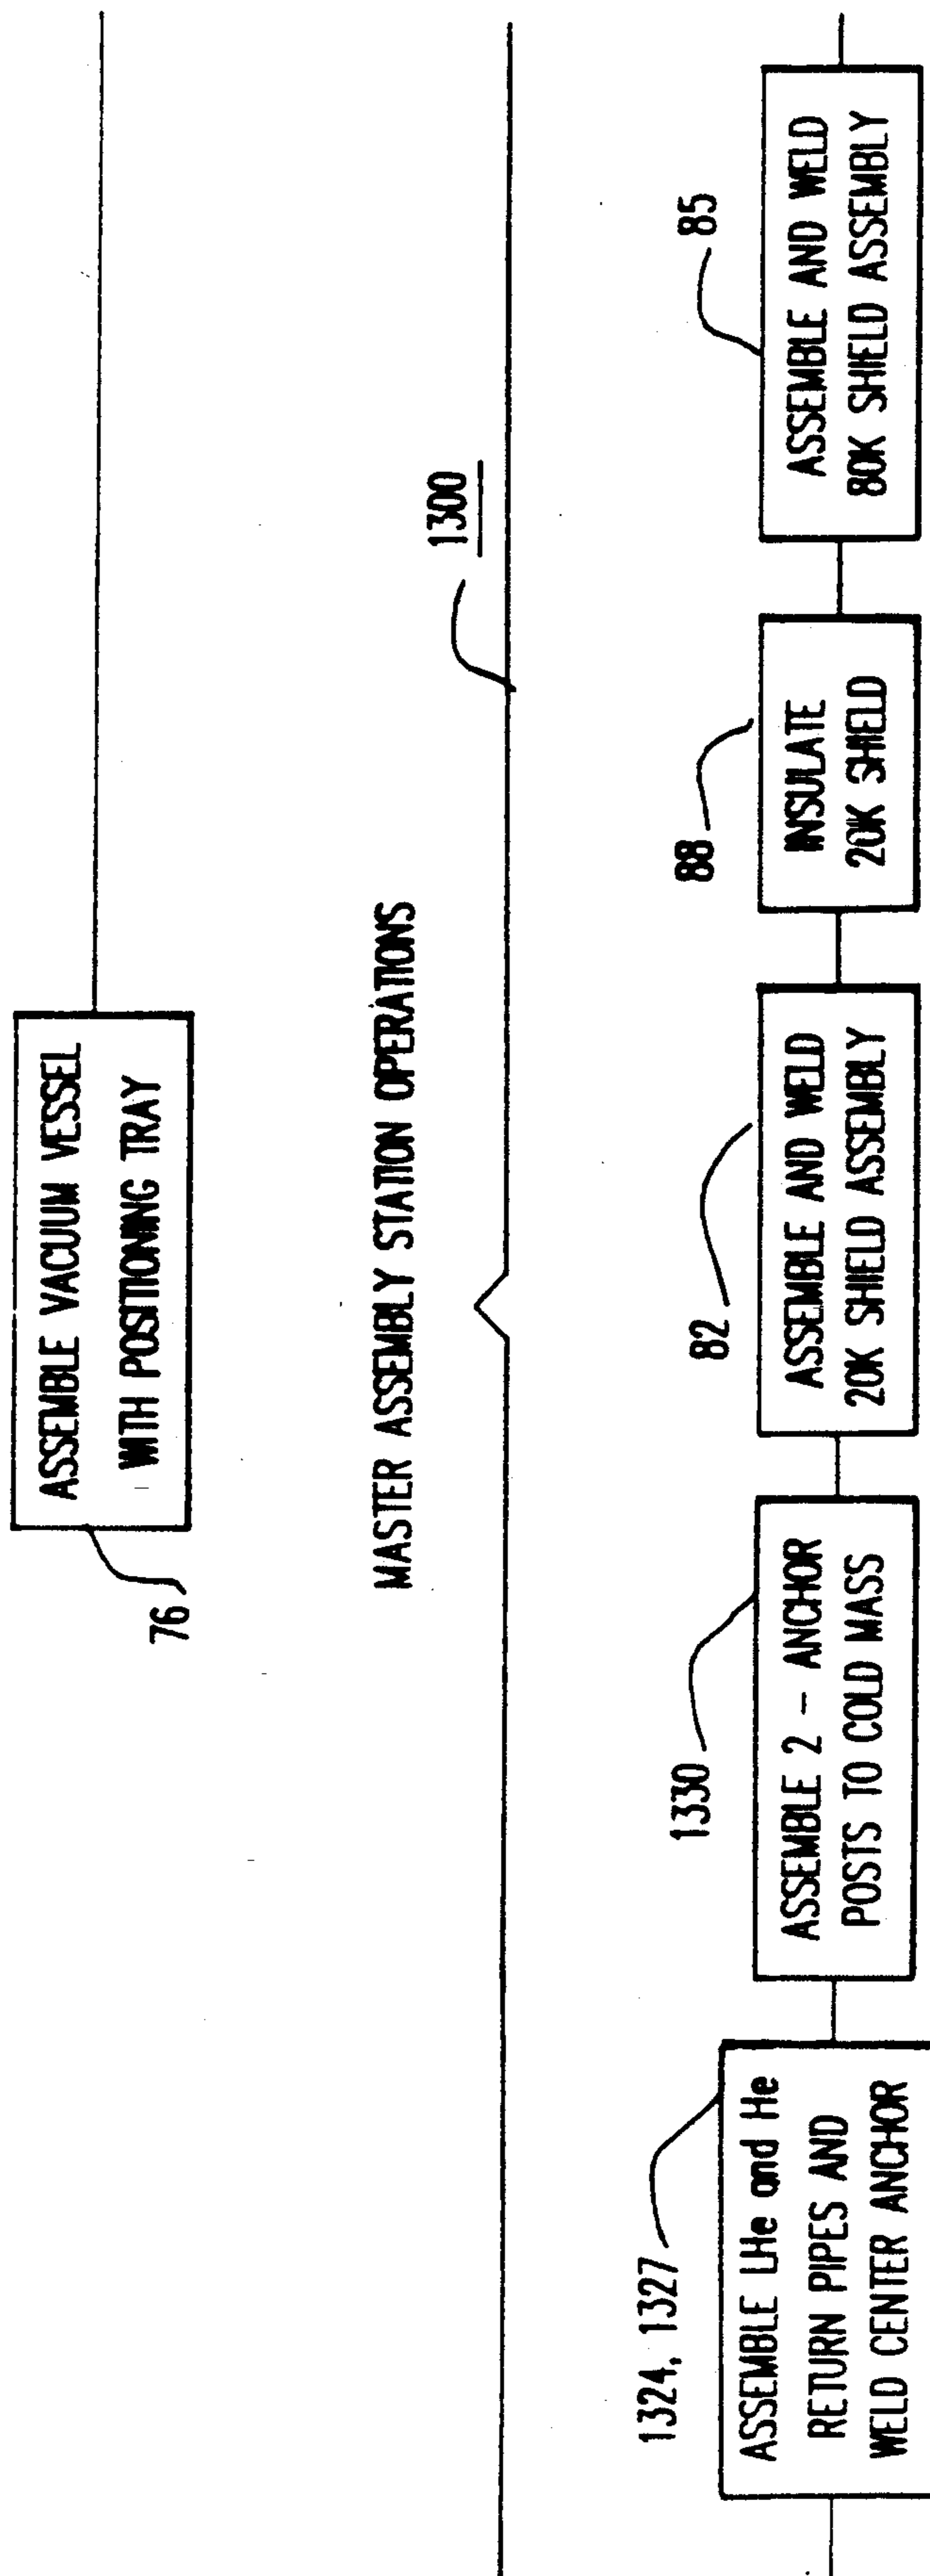 ASSEMBLE VACUUM VESSEL
WITH POSITIONING TRAY
76
MASTER ASSEMBLY STATION OPERATIONS
1300
1324, 1327
ASSEMBLE LHe and He
RETURN PIPES AND
WELD CENTER ANCHOR
1330
ASSEMBLE 2 - ANCHOR
POSTS TO COLD MASS
82
ASSEMBLE AND WELD
20K SHIELD ASSEMBLY
88
INSULATE
20K SHIELD
85
ASSEMBLE AND WELD
80K SHIELD ASSEMBLY